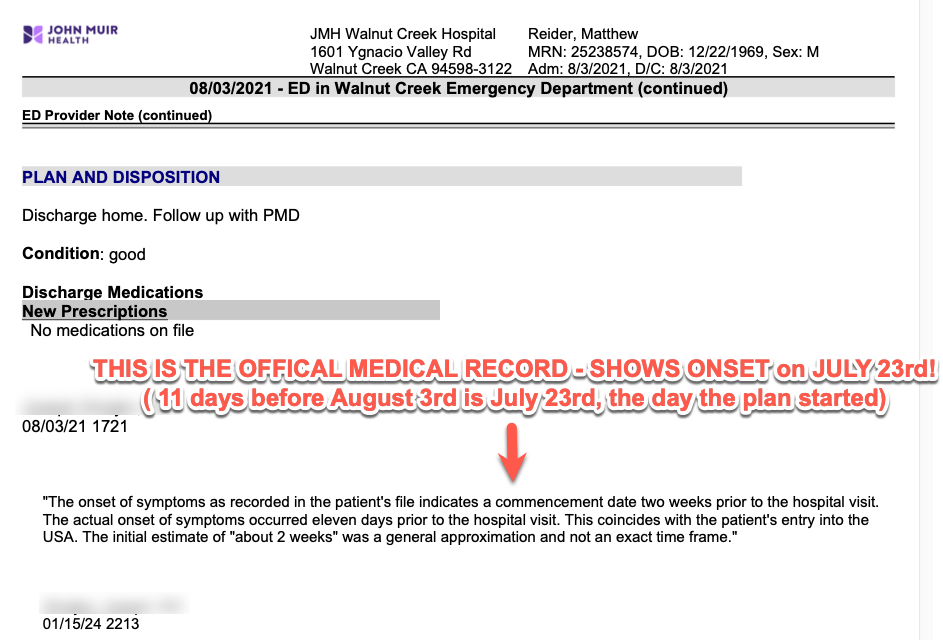 JOHN MUIR
HEALTH
JMH Walnut Creek Hospital
1601 Ygnacio Valley Rd
Walnut Creek CA 94598-3122
Reider, Matthew
MRN: 25238574, DOB: 12/22/1969, Sex: M
Adm: 8/3/2021, D/C: 8/3/2021
08/03/2021 - ED in Walnut Creek Emergency Department (continued)
ED Provider Note (continued)
PLAN AND DISPOSITION
Discharge home. Follow up with PMD
Condition: good
Discharge Medications
New Prescriptions
No medications on file
THIS IS THE OFFICAL MEDICAL RECORD - SHOWS ONSET on JULY 23rd!
( 11 days before August 3rd is July 23rd, the day the plan started)
08/03/21 1721
"The onset of symptoms as recorded in the patient's file indicates a commencement date two weeks prior to the hospital visit.
The actual onset of symptoms occurred eleven days prior to the hospital visit. This coincides with the patient's entry into the
USA. The initial estimate of "about 2 weeks" was a general approximation and not an exact time frame."
01/15/24 2213